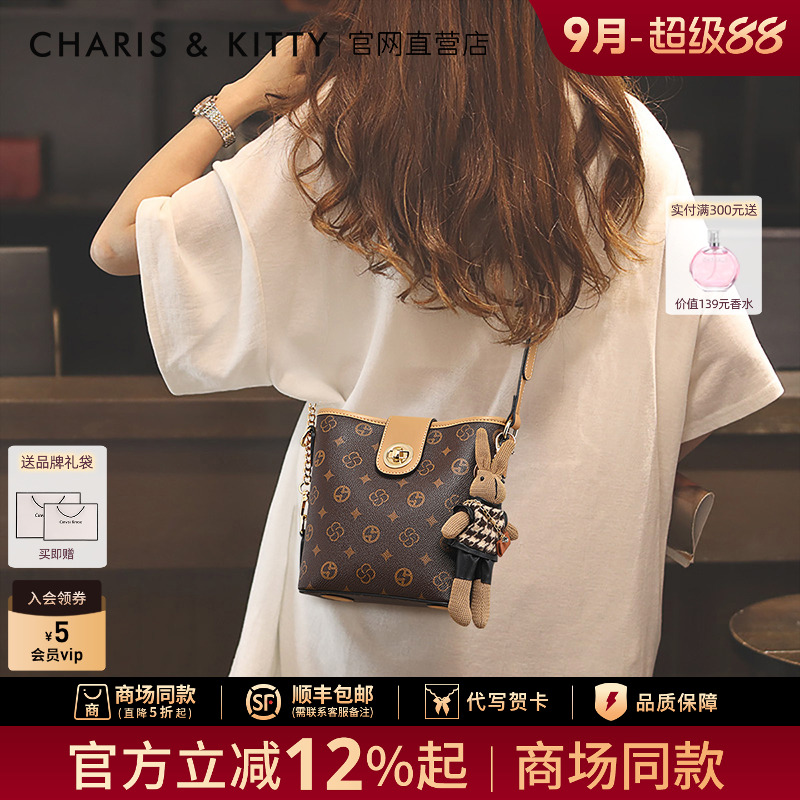 CHARIS & KITTY | 官网直营店
9月-超级88
实付满300元送
价值139元香水
送品牌礼袋
买即赠
入会领券
¥5
会员vip
商
商场同款
(直降5折起)
SF
顺丰包邮
(需联系客服备注)
代写贺卡
品质保障
官方立减12%起 | 商场同款